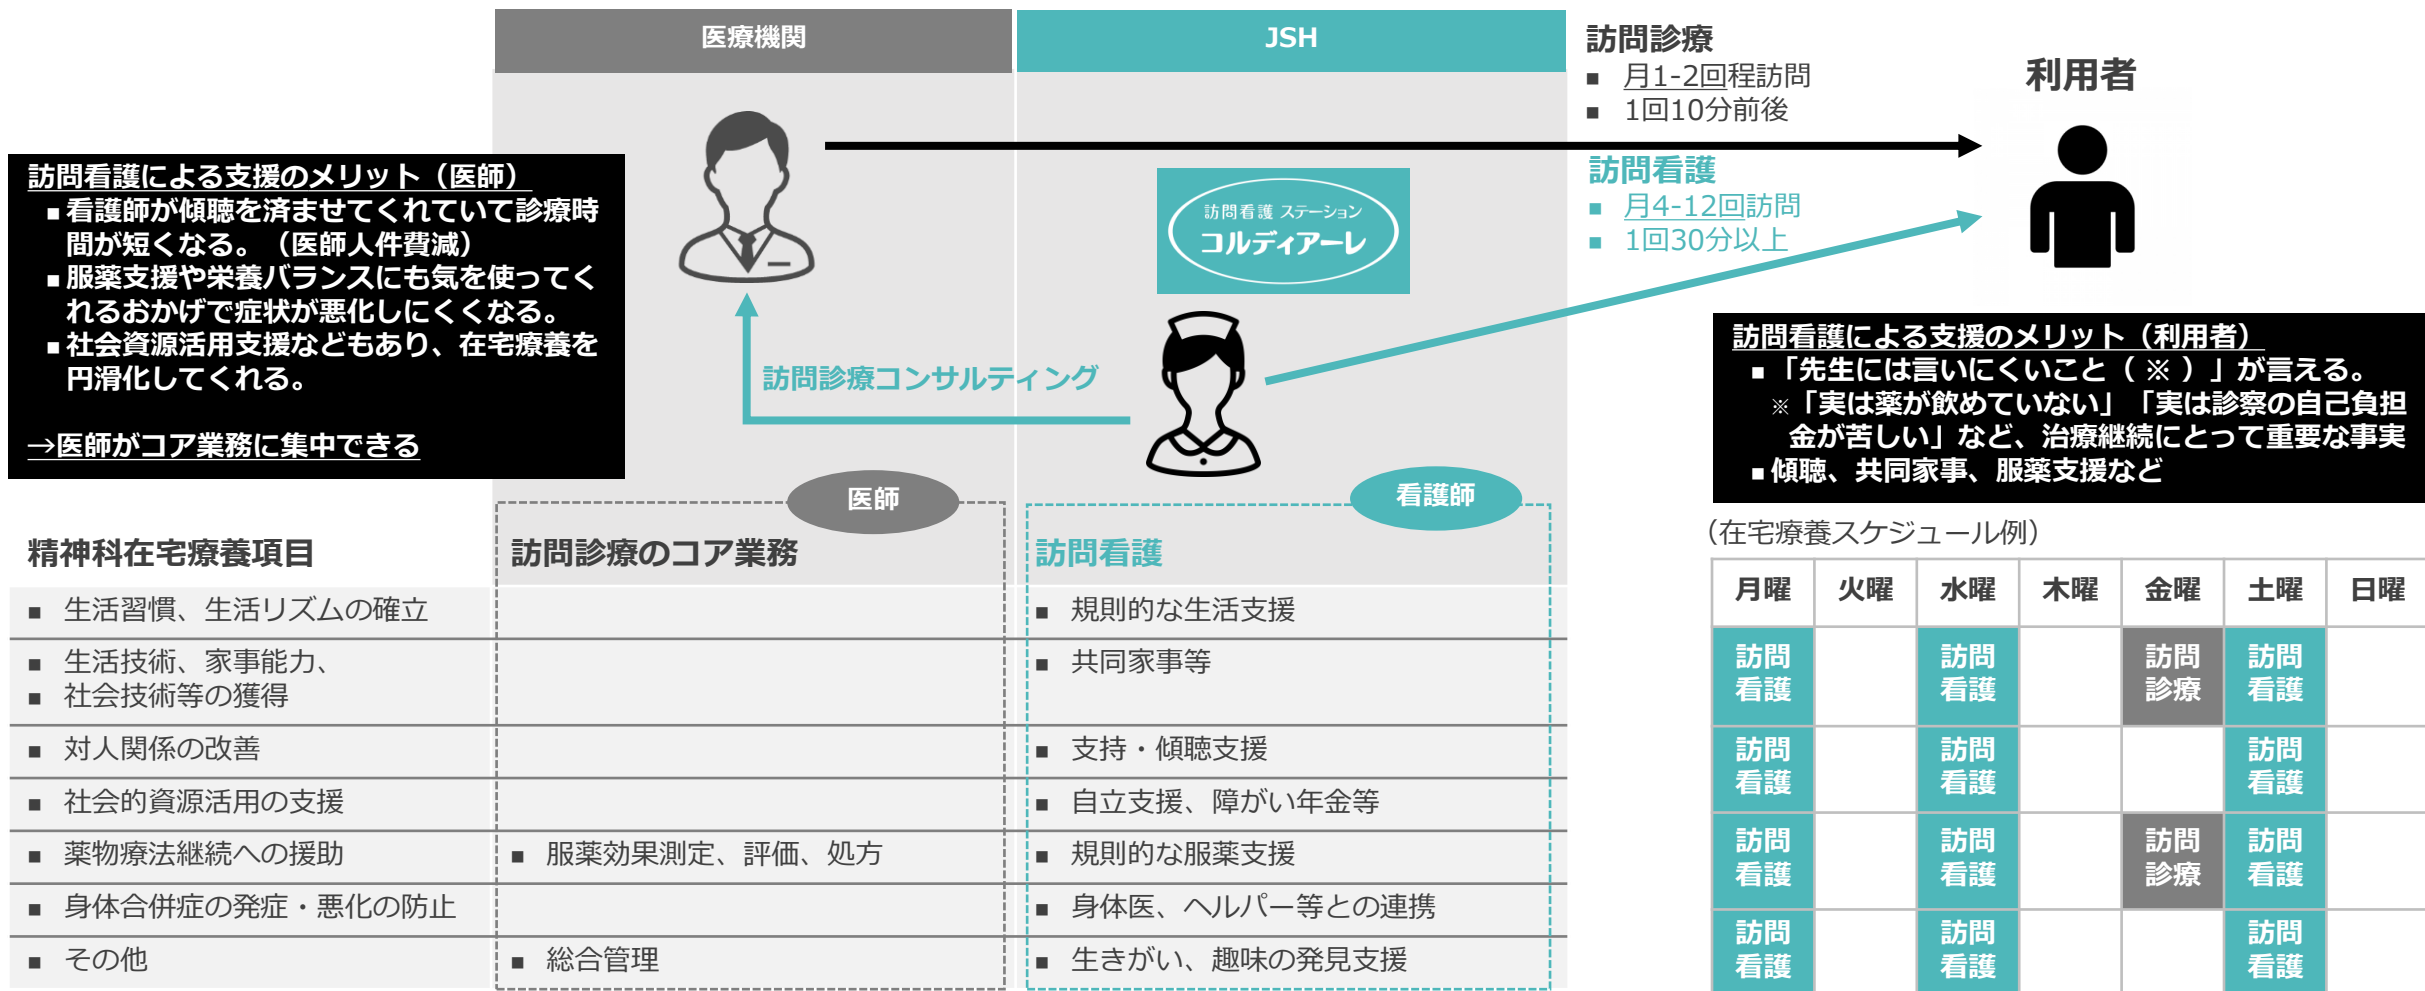 医療機関
JSH
訪問診療
■ 月1-2回程訪問
■ 1回10分前後
利用者
訪問看護
■ 月4-12回訪問
■ 1回30分以上
訪問看護による支援のメリット（医師）
■看護師が傾聴を済ませてくれていて診療時
間が短くなる。（医師人件費減）
■服薬支援や栄養バランスにも気を使ってく
れるおかげで症状が悪化しにくくなる。
■社会資源活用支援などもあり、在宅療養を
円滑化してくれる。
→医師がコア業務に集中できる
訪問看護 ステーション
コルディアーレ
訪問診療コンサルティング
訪問看護による支援のメリット（利用者）
■「先生には言いにくいこと（ ※ ）」が言える。
※「実は薬が飲めていない」「実は診察の自己負担
金が苦しい」など、治療継続にとって重要な事実
■傾聴、共同家事、服薬支援など
医師
看護師
精神科在宅療養項目
訪問診療のコア業務
訪問看護
■ 生活習慣、生活リズムの確立
■ 規則的な生活支援
■ 生活技術、家事能力、
■ 社会技術等の獲得
■ 共同家事等
■ 対人関係の改善
■ 支持・傾聴支援
■ 社会的資源活用の支援
■ 自立支援、障がい年金等
■ 薬物療法継続への援助
■ 服薬効果測定、評価、処方
■ 規則的な服薬支援
■ 身体合併症の発症・悪化の防止
■ 身体医、ヘルパー等との連携
■ その他
■ 総合管理
■ 生きがい、趣味の発見支援
（在宅療養スケジュール例）
月曜 火曜 水曜 木曜 金曜 土曜 日曜
訪問 訪問 訪問 訪問
看護 看護 診療 看護
訪問 訪問 訪問
看護 看護 看護
訪問 訪問 訪問 訪問
看護 看護 診療 看護
訪問 訪問 訪問
看護 看護 看護